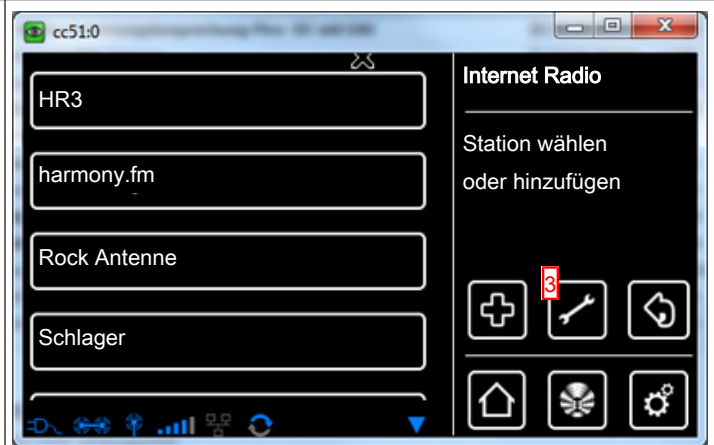 cc51:0
HR3
harmony.fm
Rock Antenne
Schlager
Internet Radio
Station wählen
oder hinzufügen
3